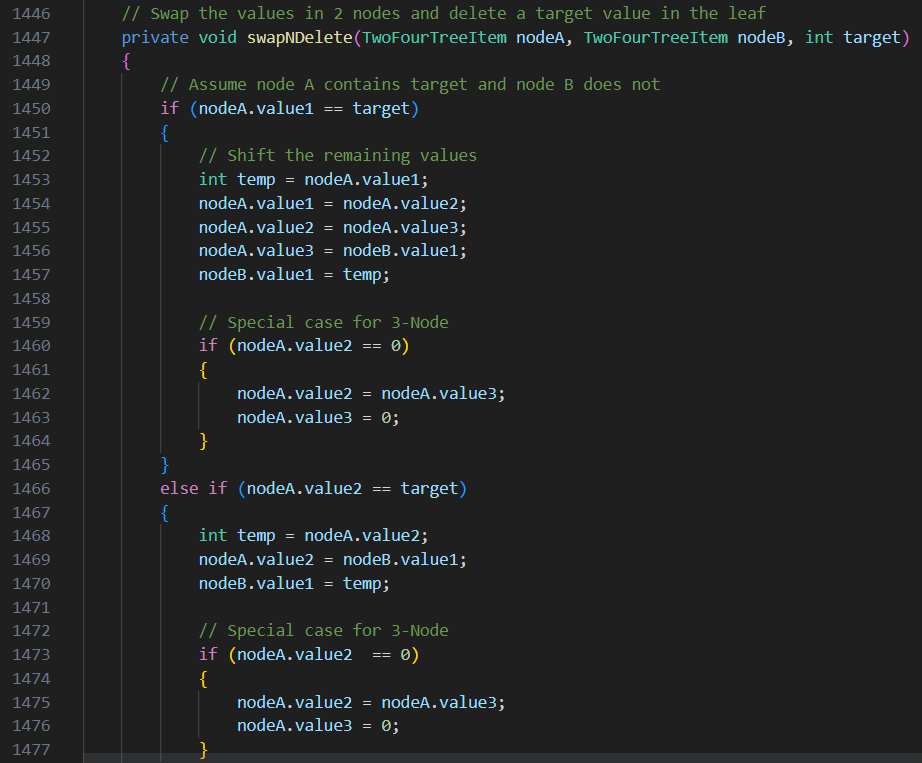 1446 // Swap the values in 2 nodes and delete a target value in the leaf
1447 private void swapNDelete(TwoFourTreeItem nodeA, TwoFourTreeItem nodeB, int target)
1448 {
1449 // Assume node A contains target and node B does not
1450 if (nodeA.value1 == target)
1451 {
1452 // Shift the remaining values
1453 int temp = nodeA.value1;
1454 nodeA.value1 = nodeA.value2;
1455 nodeA.value2 = nodeA.value3;
1456 nodeA.value3 = nodeB.value1;
1457 nodeB.value1 = temp;
1458
1459 // Special case for 3-Node
1460 if (nodeA.value2 == 0)
1461 {
1462 nodeA.value2 = nodeA.value3;
1463 nodeA.value3 = 0;
1464 }
1465 }
1466 else if (nodeA.value2 == target)
1467 {
1468 int temp = nodeA.value2;
1469 nodeA.value2 = nodeB.value1;
1470 nodeB.value1 = temp;
1471
1472 // Special case for 3-Node
1473 if (nodeA.value2  == 0)
1474 {
1475 nodeA.value2 = nodeA.value3;
1476 nodeA.value3 = 0;
1477 }